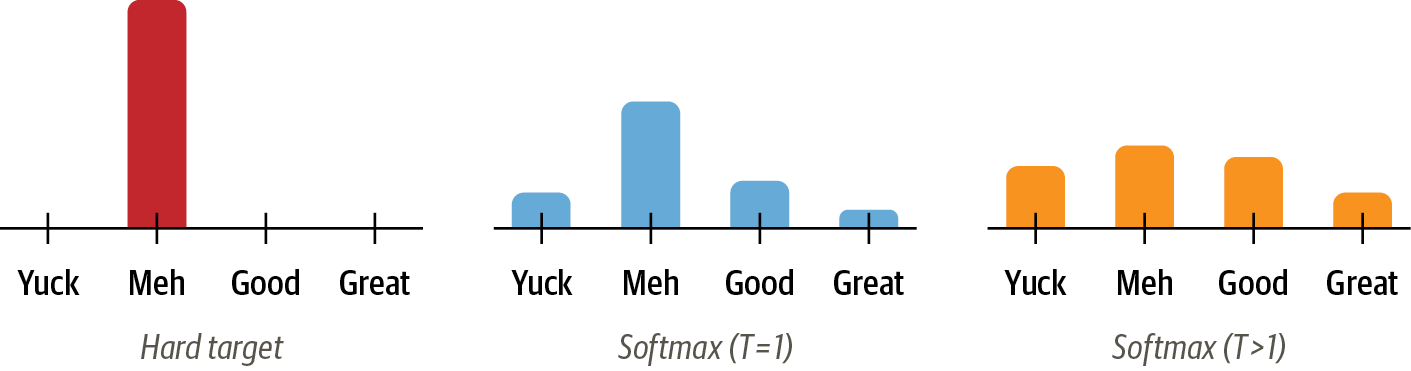 Yuck Meh Good Great
Hard target
Yuck Meh Good Great
Softmax (T=1)
Yuck Meh Good Great
Softmax (T>1)